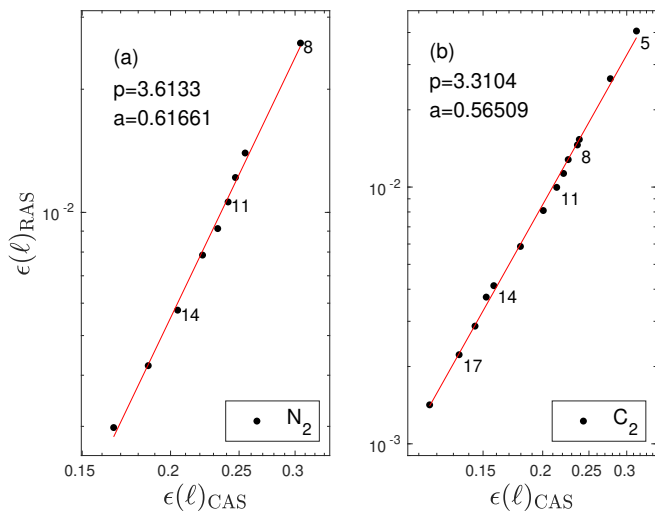 (a)
p=3.6133
a=0.61661
8
11
14
N₂
10⁻²
0.15 0.2 0.25 0.3
ϵ(ℓ)CAS
ϵ(ℓ)RAS
(b)
p=3.3104
a=0.56509
5
8
11
14
17
C₂
10⁻²
10⁻³
0.15 0.2 0.25 0.3
ϵ(ℓ)CAS